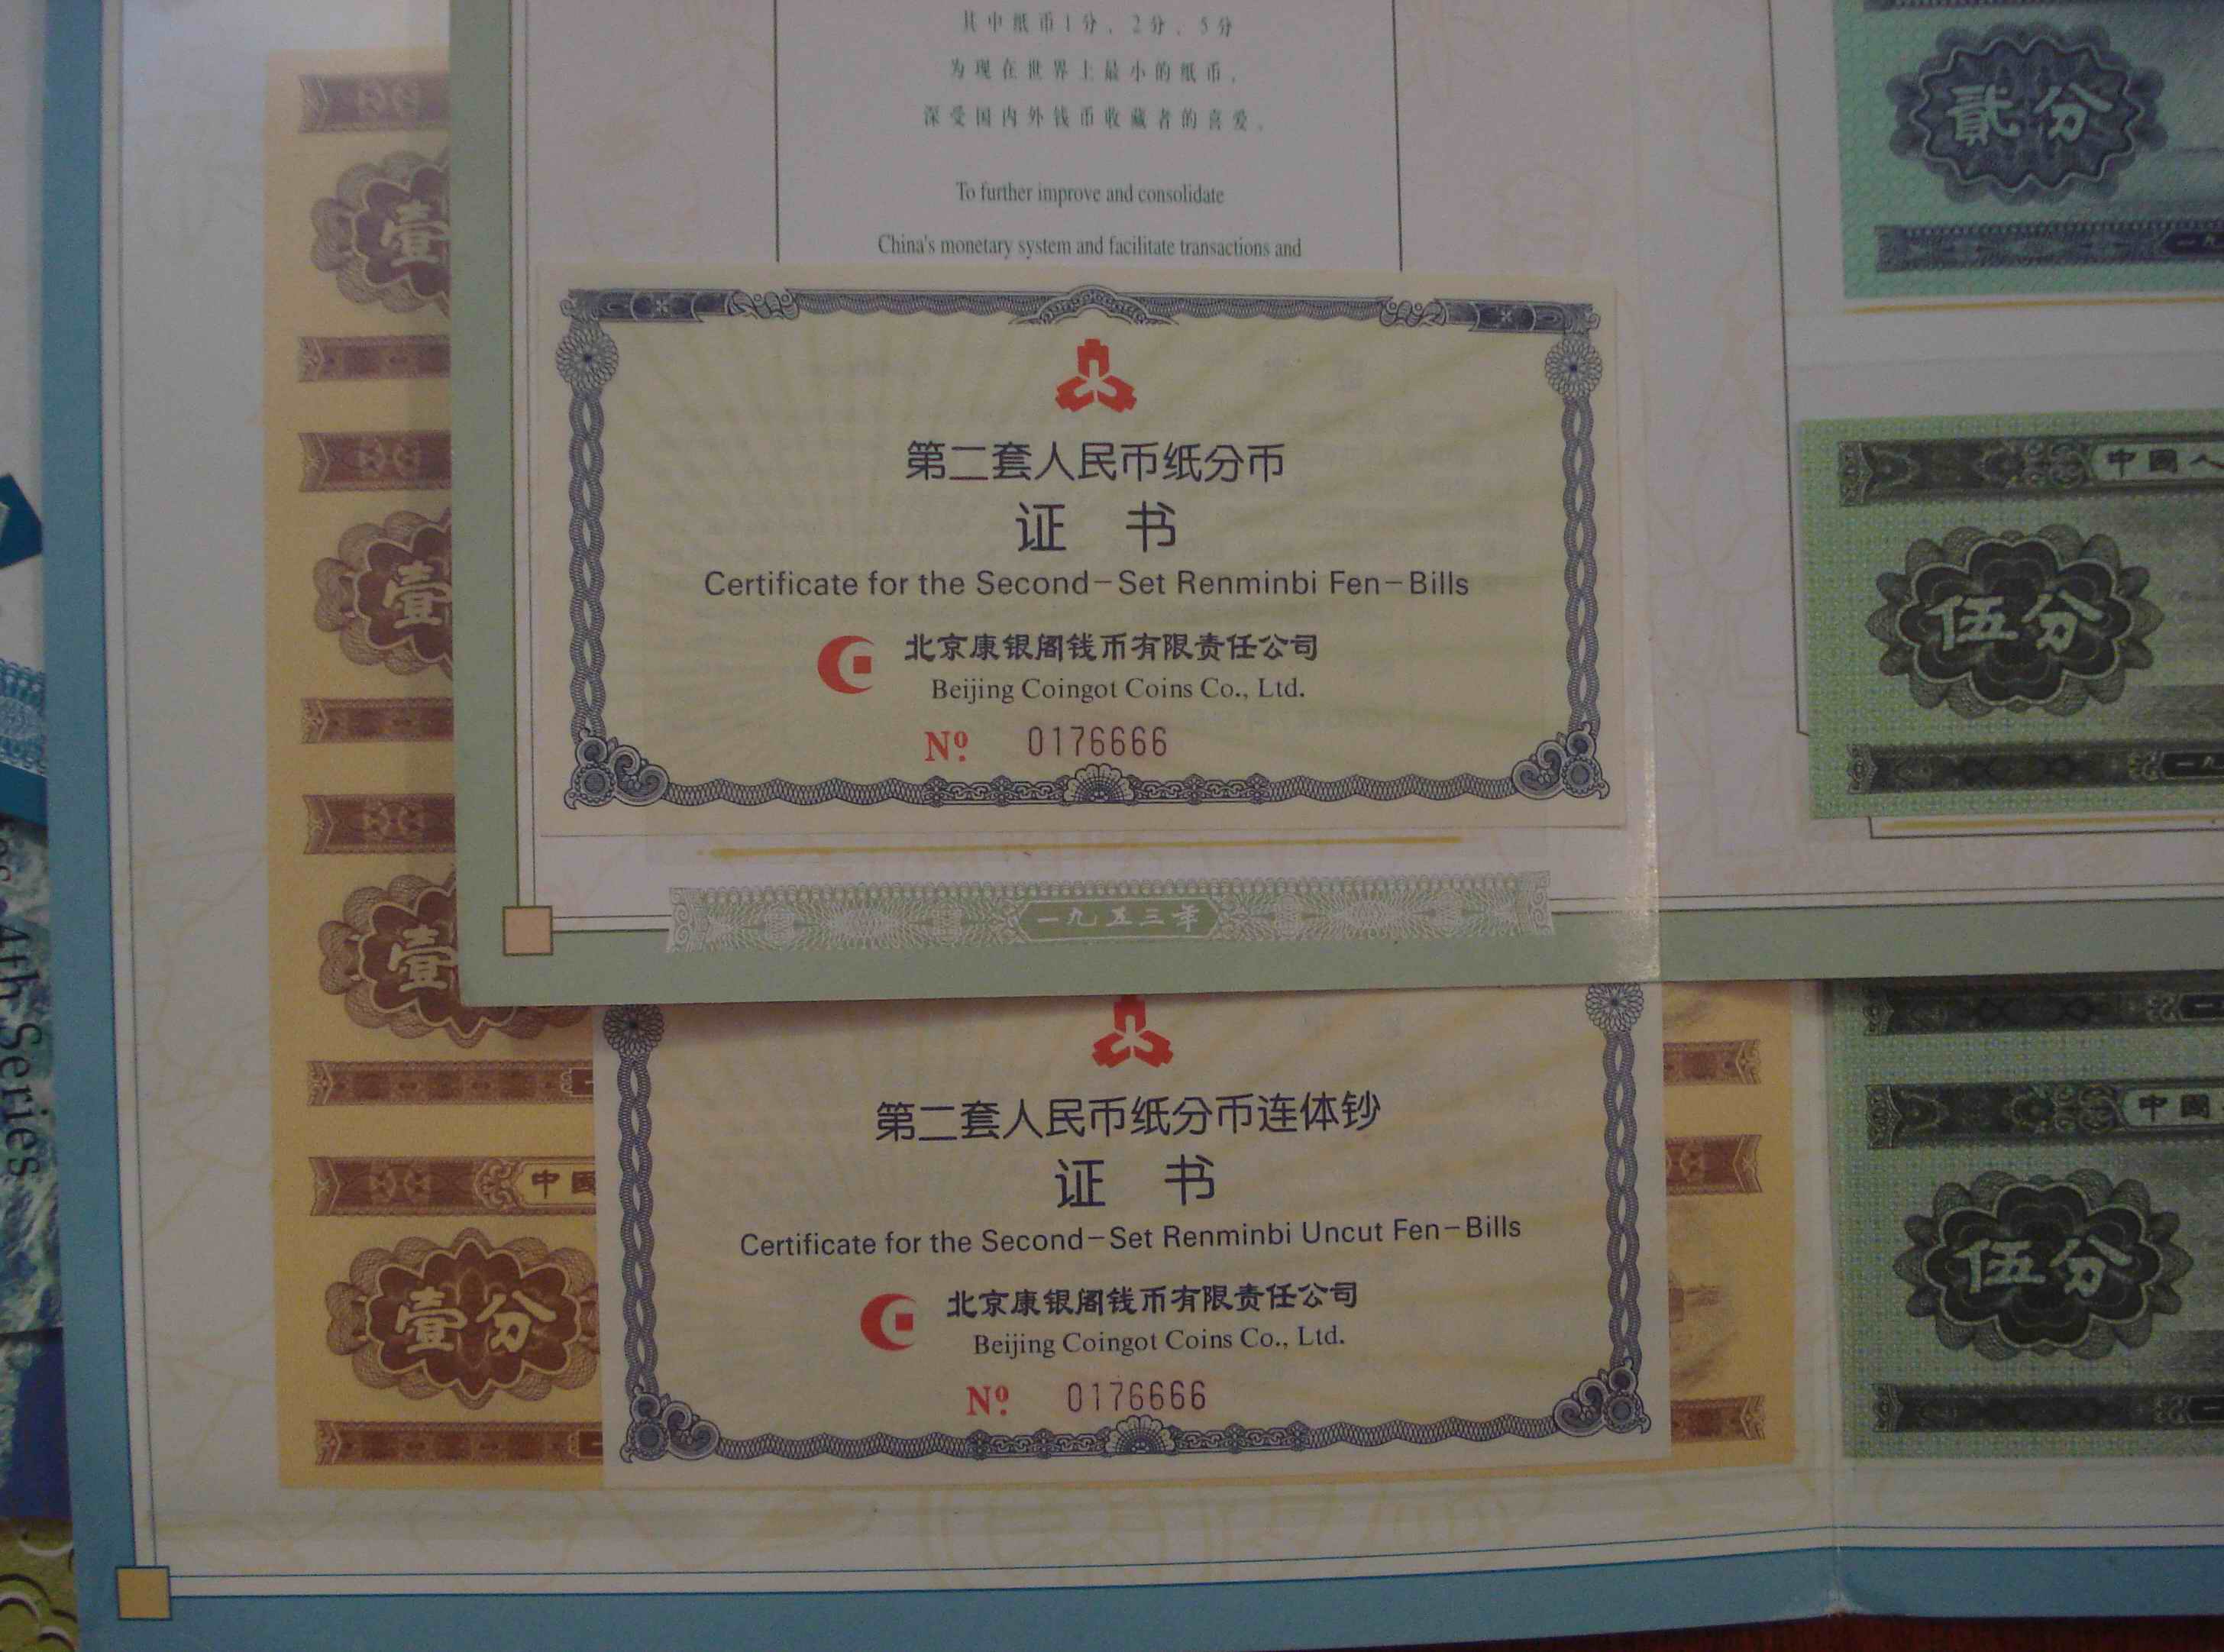 其中纸币1分、2分、5分
为现在世界上最小的纸币，
深受国内外钱币收藏者的喜爱。
To further improve and consolidate
China's monetary system and facilitate transactions and
第二套人民币纸分币
证 书
Certificate for the Second-Set Renminbi Fen-Bills
北京康银阁钱币有限责任公司
Beijing Coingot Coins Co., Ltd.
Nº 0176666
一九五三年
第二套人民币纸分币连体钞
证 书
Certificate for the Second-Set Renminbi Uncut Fen-Bills
北京康银阁钱币有限责任公司
Beijing Coingot Coins Co., Ltd.
Nº 0176666
壹
壹
壹
中國
壹分
貳分
中國人
伍分
中國
伍分
4th Series